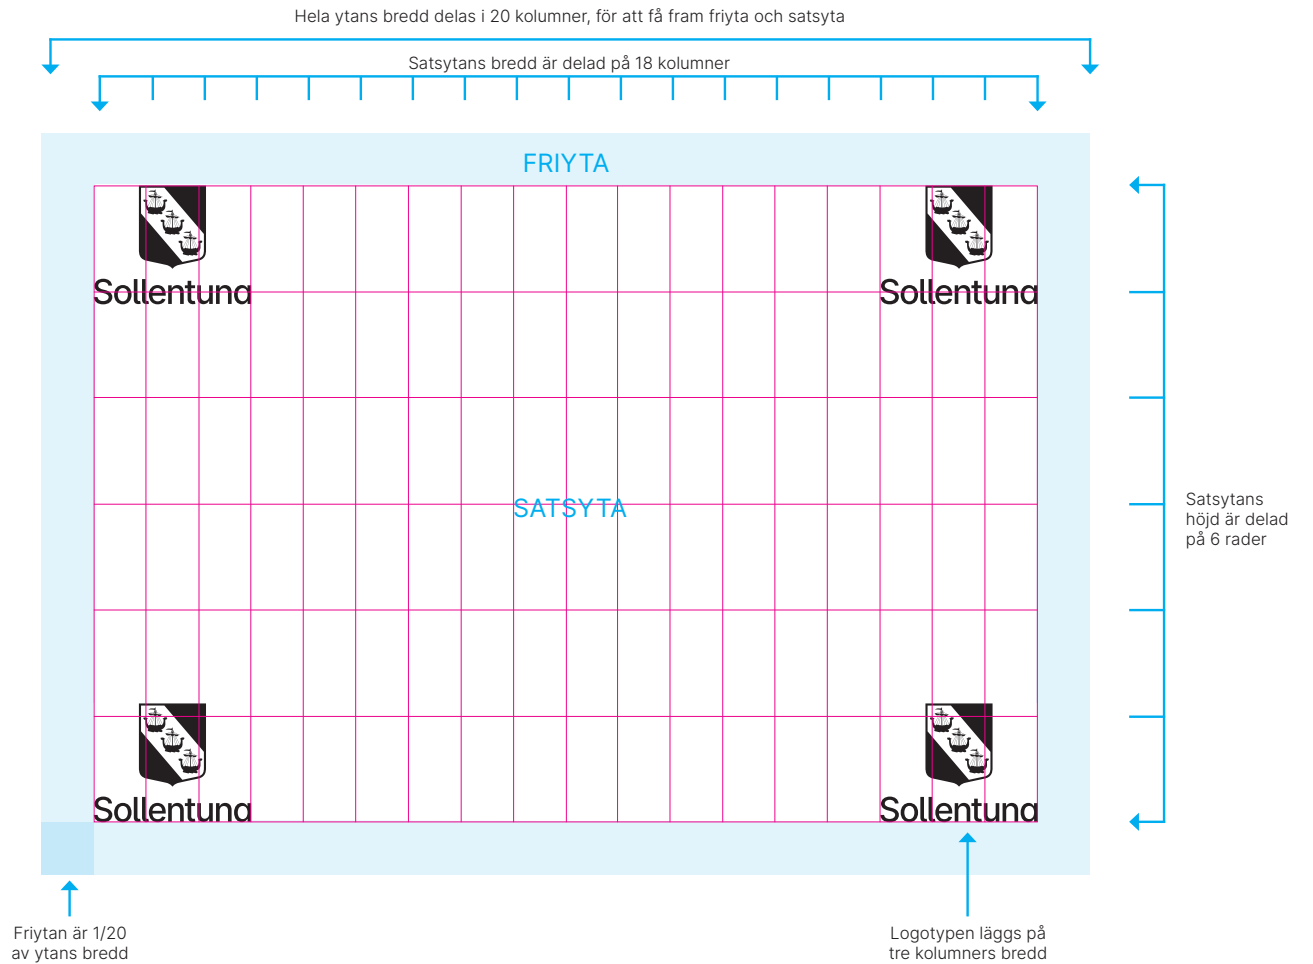 Hela ytans bredd delas i 20 kolumner, för att få fram friyta och satsyta
Satsytans bredd är delad på 18 kolumner
FRIYTA
Sollentuna
Sollentuna
SATSYTA
Satsytans
höjd är delad
på 6 rader
Sollentuna
Sollentuna
Friytan är 1/20
av ytans bredd
Logotypen läggs på
tre kolumners bredd